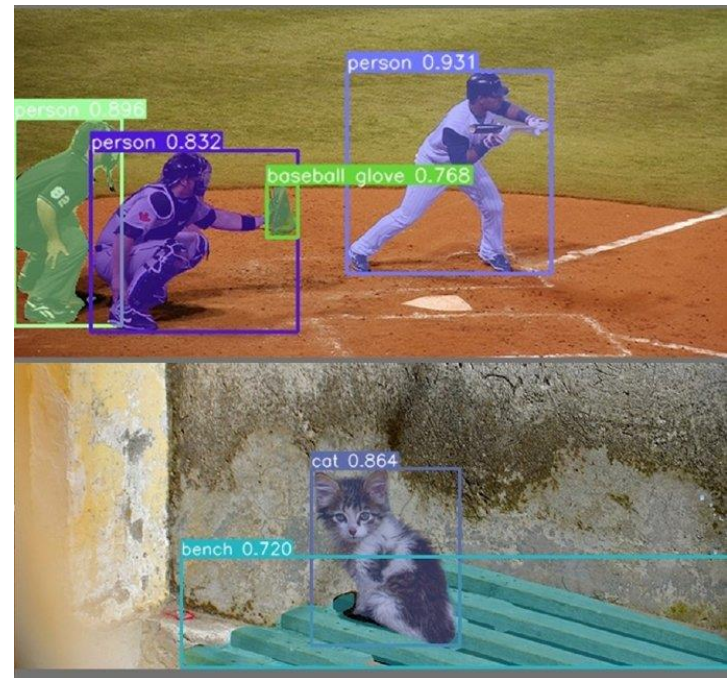 person 0.931
person 0.896
person 0.832
baseball glove 0.768
82
cat 0.864
bench 0.720